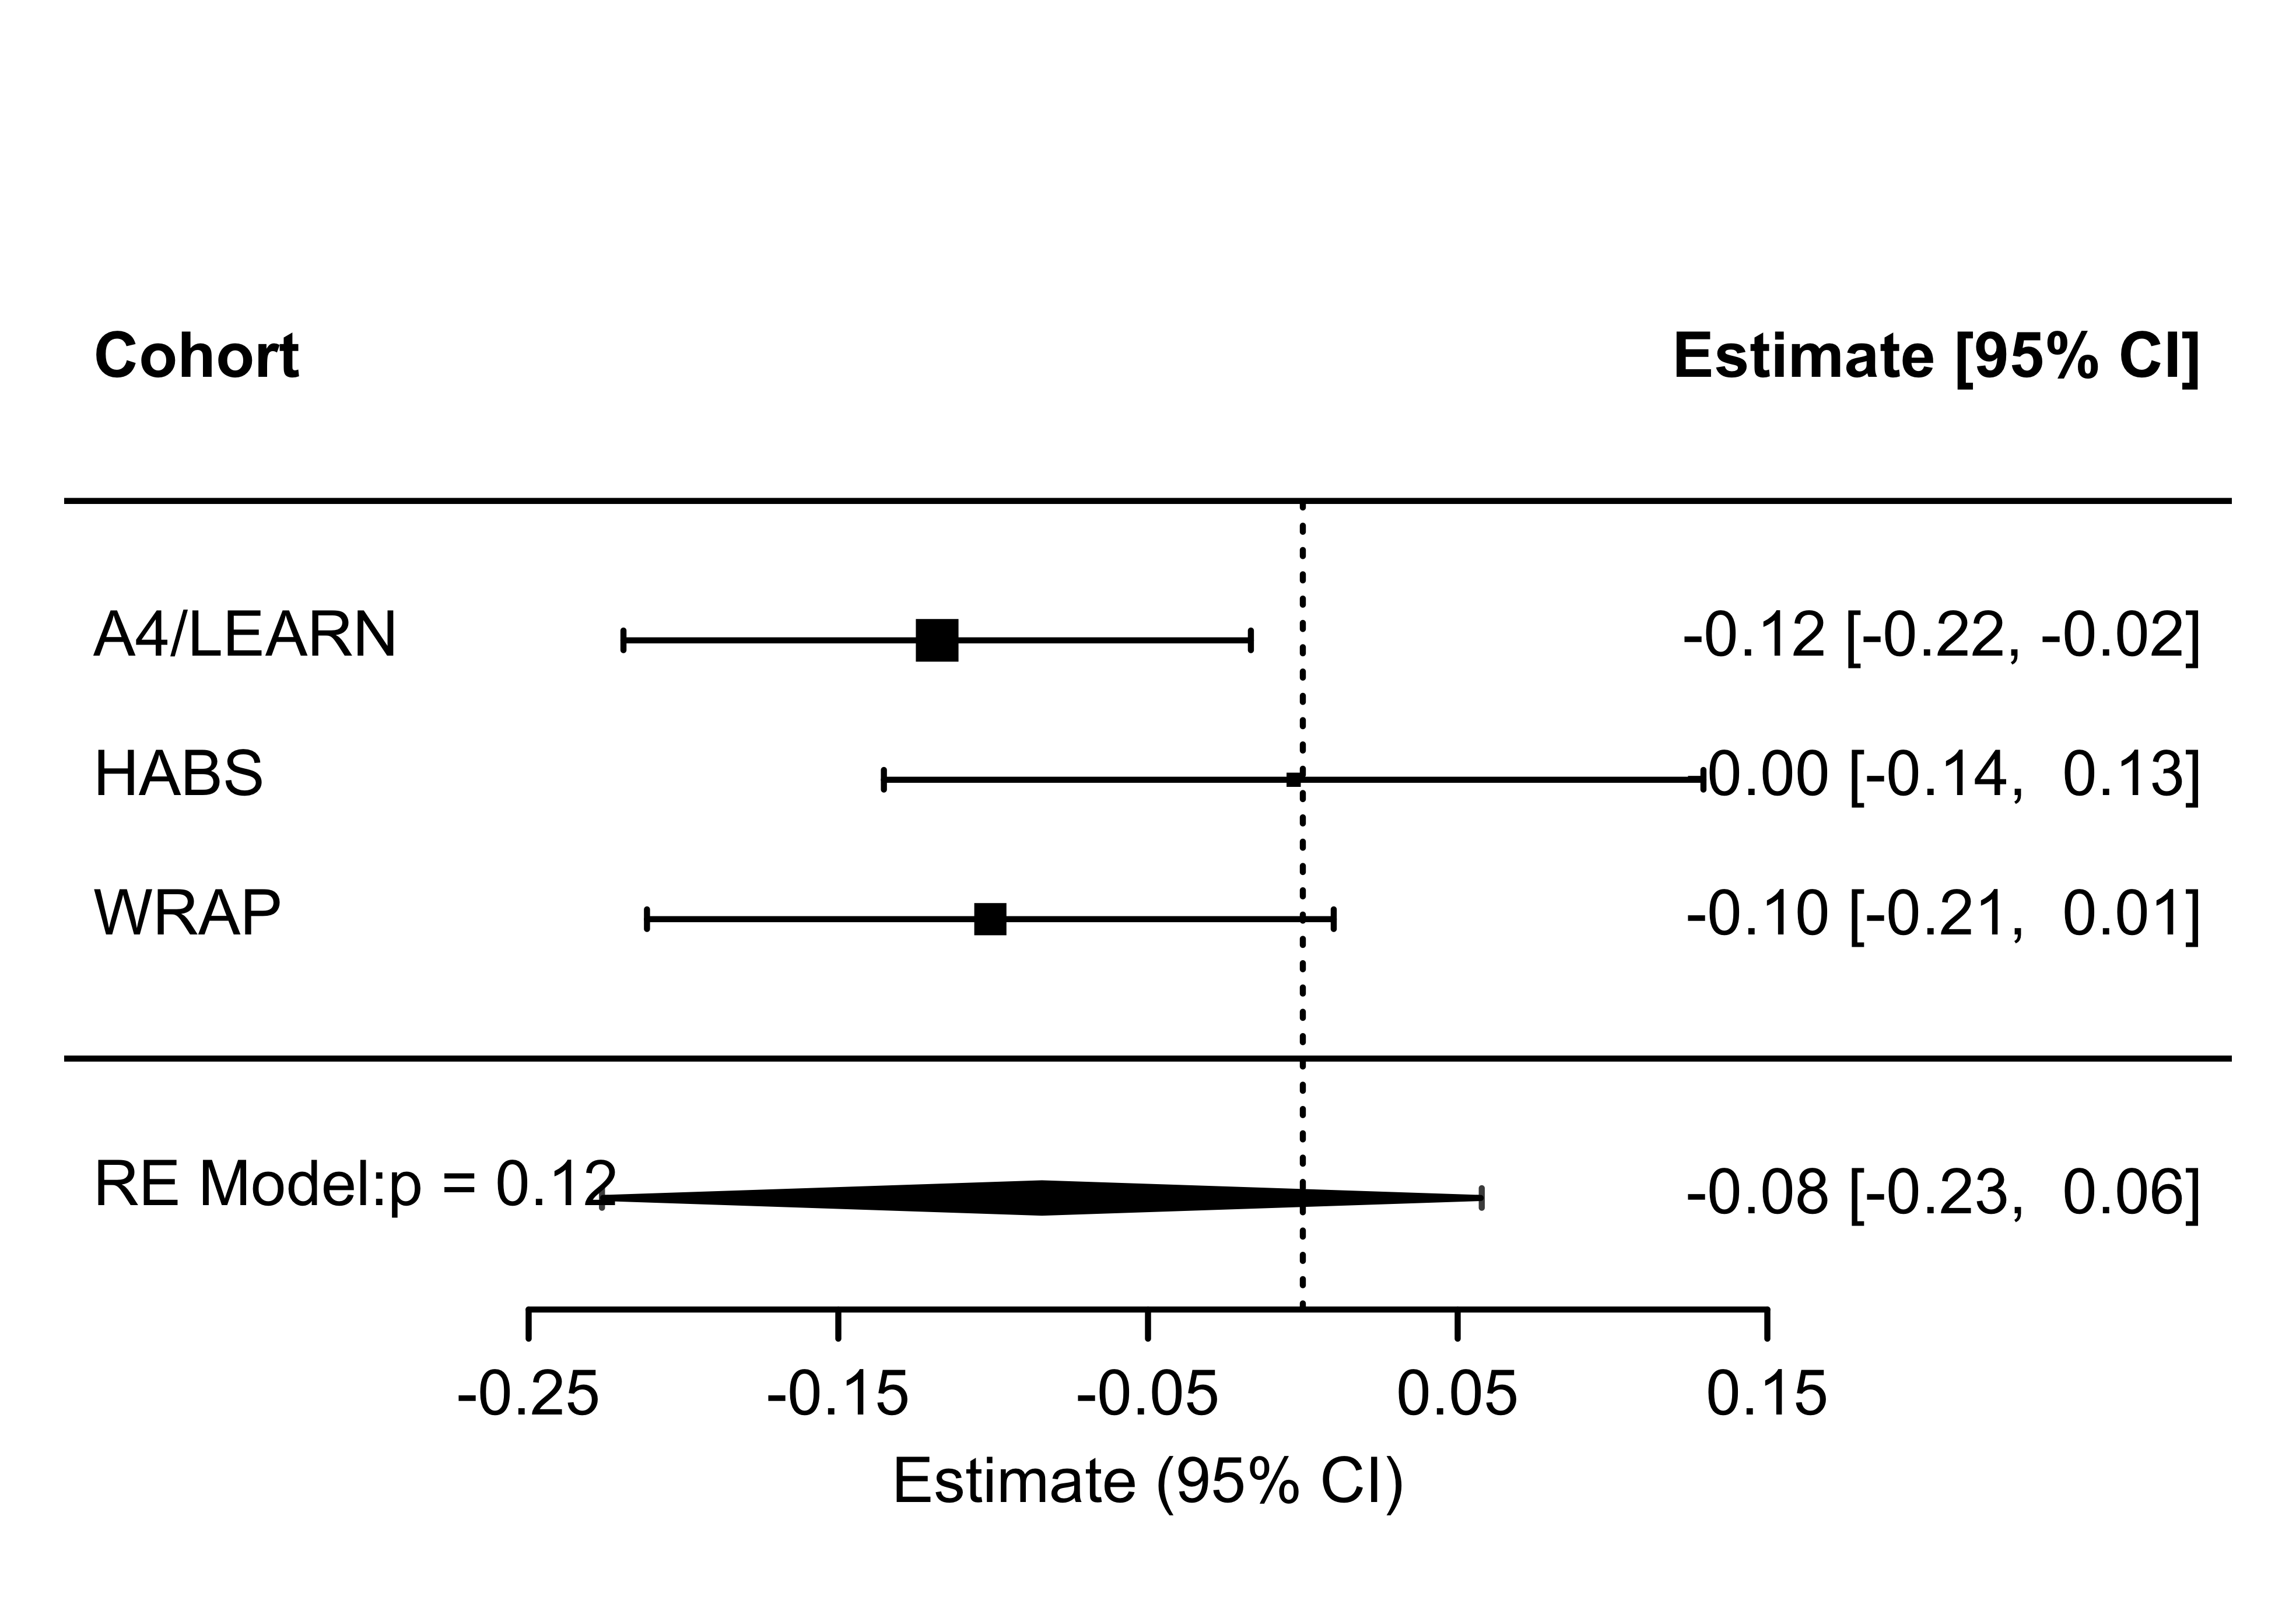 Cohort Estimate [95% CI]
A4/LEARN -0.12 [-0.22, -0.02]
HABS -0.00 [-0.14, 0.13]
WRAP -0.10 [-0.21, 0.01]
RE Model:p = 0.12 -0.08 [-0.23, 0.06]
-0.25 -0.15 -0.05 0.05 0.15
Estimate (95% CI)